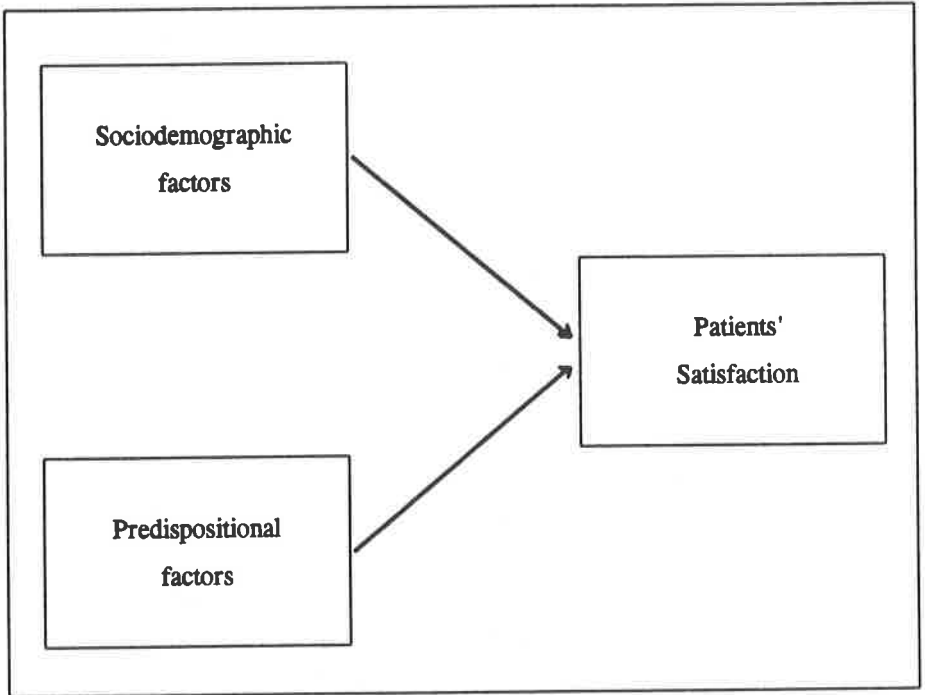 Sociodemographic
factors
Patients'
Satisfaction
Predispositional
factors